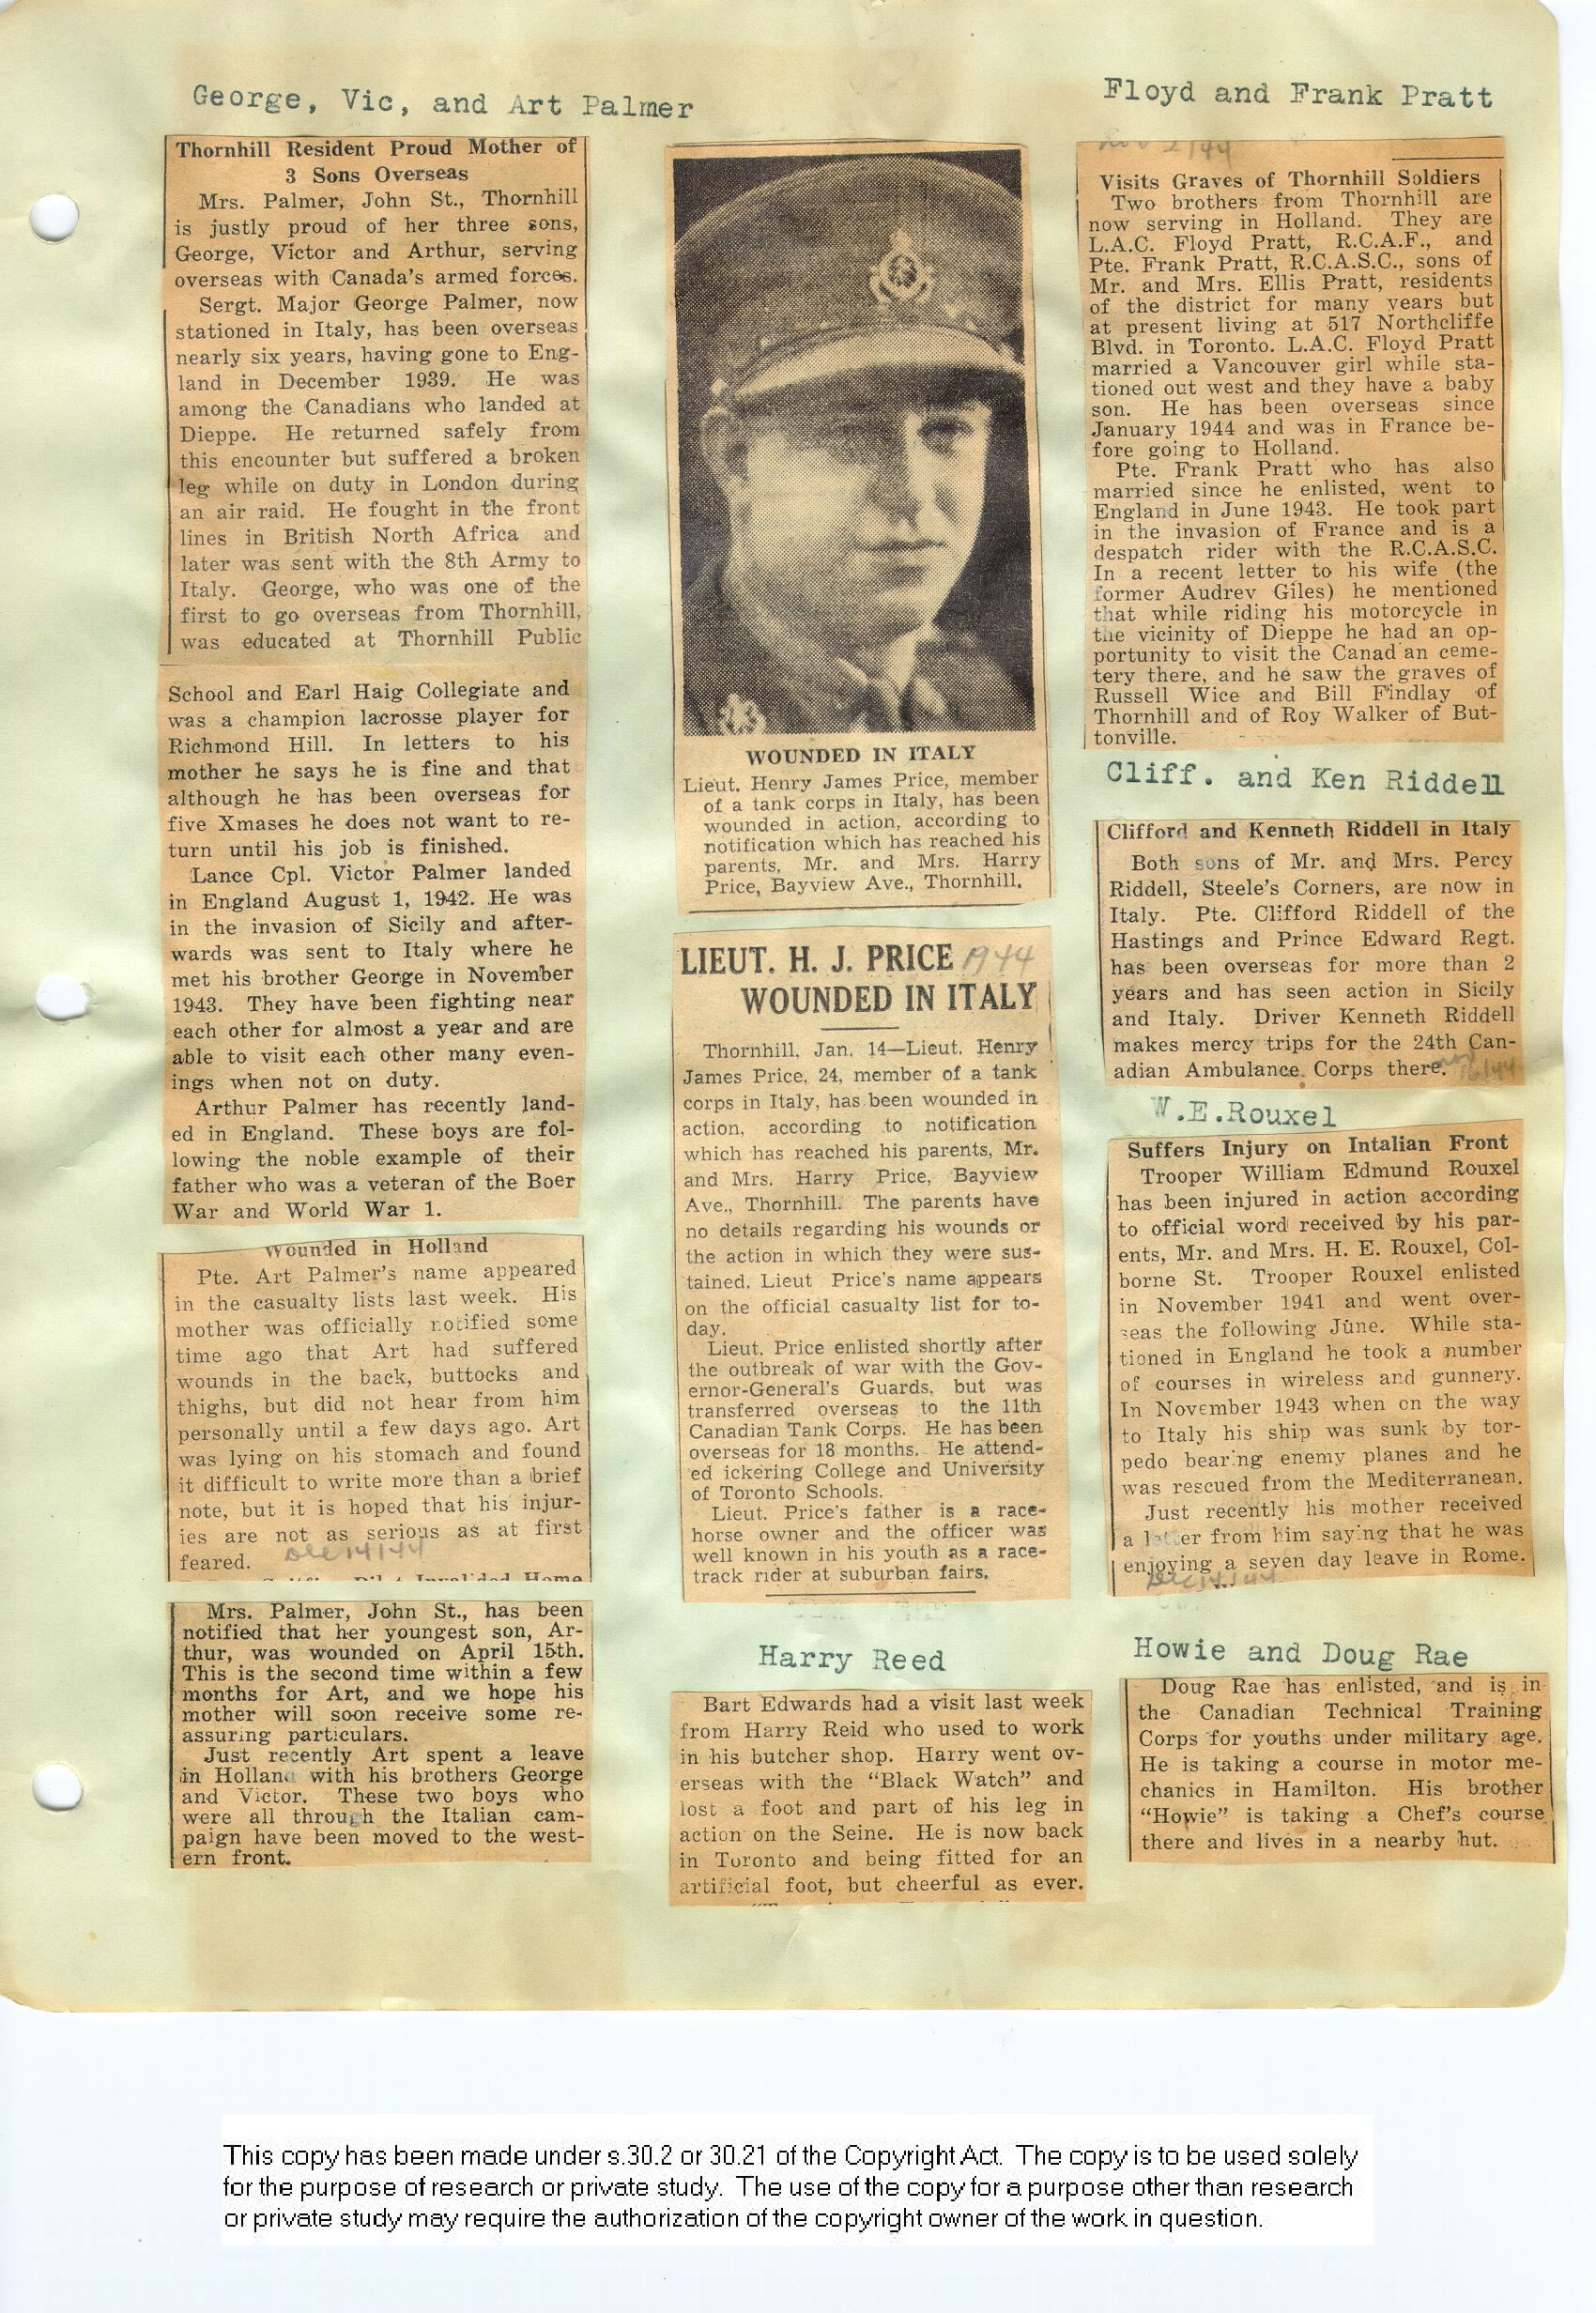 George, Vic, and Art Palmer
Thornhill Resident Proud Mother of
3 Sons Overseas
Mrs. Palmer, John St., Thornhill
is justly proud of her three sons,
George, Victor and Arthur, serving
overseas with Canada's armed forces.
Sergt. Major George Palmer, now
stationed in Italy, has been overseas
nearly six years, having gone to Eng-
land in December 1939. He was
among the Canadians who landed at
Dieppe. He returned safely from
this encounter but suffered a broken
leg while on duty in London during
an air raid. He fought in the front
lines in British North Africa and
later was sent with the 8th Army to
Italy. George, who was one of the
first to go overseas from Thornhill,
was educated at Thornhill Public
School and Earl Haig Collegiate and
was a champion lacrosse player for
Richmond Hill. In letters to his
mother he says he is fine and that
although he has been overseas for
five Xmases he does not want to re-
turn until his job is finished.
Lance Cpl. Victor Palmer landed
in England August 1, 1942. He was
in the invasion of Sicily and after-
wards was sent to Italy where he
met his brother George in November
1943. They have been fighting near
each other for almost a year and are
able to visit each other many even-
ings when not on duty.
Arthur Palmer has recently land-
ed in England. These boys are fol-
lowing the noble example of their
father who was a veteran of the Boer
War and World War 1.
Wounded in Holland
Pte. Art Palmer's name appeared
in the casualty lists last week. His
mother was officially notified some
time ago that Art had suffered
wounds in the back, buttocks and
thighs, but did not hear from him
personally until a few days ago. Art
was lying on his stomach and found
it difficult to write more than a brief
note, but it is hoped that his injur-
ies are not as serious as at first
feared. Dec 14/44
Mrs. Palmer, John St., has been
notified that her youngest son, Ar-
thur, was wounded on April 15th.
This is the second time within a few
months for Art, and we hope his
mother will soon receive some re-
assuring particulars.
Just recently Art spent a leave
in Holland with his brothers George
and Victor. These two boys who
were all through the Italian cam-
paign have been moved to the west-
ern front.
WOUNDED IN ITALY
Lieut. Henry James Price, member
of a tank corps in Italy, has been
wounded in action, according to
notification which has reached his
parents, Mr. and Mrs. Harry
Price, Bayview Ave., Thornhill.
LIEUT. H. J. PRICE 1944
WOUNDED IN ITALY
Thornhill, Jan. 14—Lieut. Henry
James Price, 24, member of a tank
corps in Italy, has been wounded in
action, according to notification
which has reached his parents, Mr.
and Mrs. Harry Price, Bayview
Ave., Thornhill. The parents have
no details regarding his wounds or
the action in which they were sus-
tained. Lieut Price's name appears
on the official casualty list for to-
day.
Lieut. Price enlisted shortly after
the outbreak of war with the Gov-
ernor-General's Guards, but was
transferred overseas to the 11th
Canadian Tank Corps. He has been
overseas for 18 months. He attend-
ed ickering College and University
of Toronto Schools.
Lieut. Price's father is a race-
horse owner and the officer was
well known in his youth as a race-
track rider at suburban fairs.
Harry Reed
Bart Edwards had a visit last week
from Harry Reid who used to work
in his butcher shop. Harry went ov-
erseas with the "Black Watch" and
lost a foot and part of his leg in
action on the Seine. He is now back
in Toronto and being fitted for an
artificial foot, but cheerful as ever.
Floyd and Frank Pratt
Visits Graves of Thornhill Soldiers
Two brothers from Thornhill are
now serving in Holland. They are
L.A.C. Floyd Pratt, R.C.A.F., and
Pte. Frank Pratt, R.C.A.S.C., sons of
Mr. and Mrs. Ellis Pratt, residents
of the district for many years but
at present living at 517 Northcliffe
Blvd. in Toronto. L.A.C. Floyd Pratt
married a Vancouver girl while sta-
tioned out west and they have a baby
son. He has been overseas since
January 1944 and was in France be-
fore going to Holland.
Pte. Frank Pratt who has also
married since he enlisted, went to
England in June 1943. He took part
in the invasion of France and is a
despatch rider with the R.C.A.S.C.
In a recent letter to his wife (the
former Audrev Giles) he mentioned
that while riding his motorcycle in
the vicinity of Dieppe he had an op-
portunity to visit the Canad an ceme-
tery there, and he saw the graves of
Russell Wice and Bill Findlay of
Thornhill and of Roy Walker of But-
tonville.
Cliff. and Ken Riddell
Clifford and Kenneth Riddell in Italy
Both sons of Mr. and Mrs. Percy
Riddell, Steele's Corners, are now in
Italy. Pte. Clifford Riddell of the
Hastings and Prince Edward Regt.
has been overseas for more than 2
years and has seen action in Sicily
and Italy. Driver Kenneth Riddell
makes mercy trips for the 24th Can-
adian Ambulance Corps there. Nov 16/44
W.E.Rouxel
Suffers Injury on Intalian Front
Trooper William Edmund Rouxel
has been injured in action according
to official word received by his par-
ents, Mr. and Mrs. H. E. Rouxel, Col-
borne St. Trooper Rouxel enlisted
in November 1941 and went over-
seas the following June. While sta-
tioned in England he took a number
of courses in wireless and gunnery.
In November 1943 when on the way
to Italy his ship was sunk by tor-
pedo bearing enemy planes and he
was rescued from the Mediterranean.
Just recently his mother received
a letter from him saying that he was
enjoying a seven day leave in Rome.
Dec 14/44
Howie and Doug Rae
Doug Rae has enlisted, and is in
the Canadian Technical Training
Corps for youths under military age.
He is taking a course in motor me-
chanics in Hamilton. His brother
"Howie" is taking a Chef's course
there and lives in a nearby hut.
This copy has been made under s.30.2 or 30.21 of the Copyright Act. The copy is to be used solely
for the purpose of research or private study. The use of the copy for a purpose other than research
or private study may require the authorization of the copyright owner of the work in question.